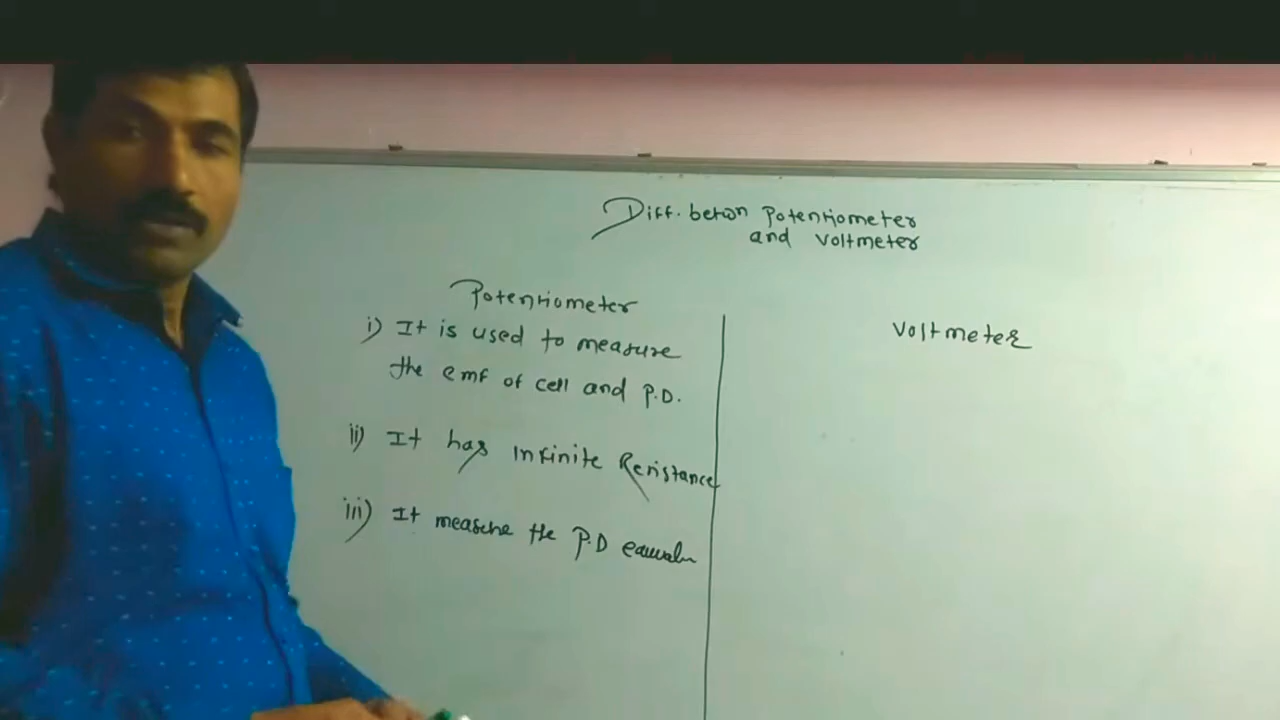 Diff. betwn Potentiometer
and Voltmeter
Potentiometer
i) It is used to measure
the emf of cell and P.D.
ii) It has Infinite Resistance
iii) It measure the P.D
Voltmeter